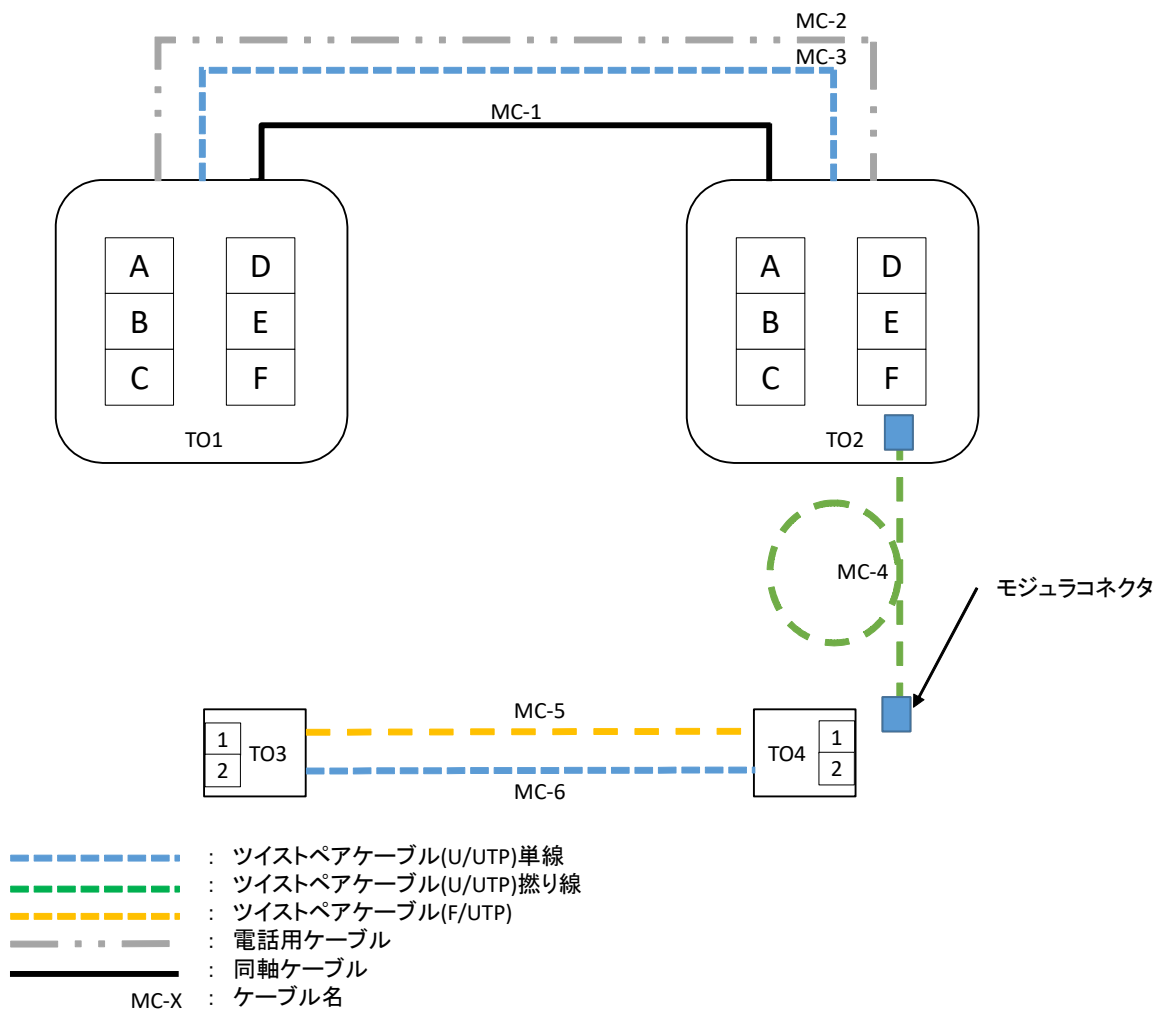 MC-2
MC-3
MC-1
A
D
B
E
C
F
TO1
A
D
B
E
C
F
TO2
MC-4
モジュラコネクタ
MC-5
1
2
TO3
TO4
1
2
MC-6
: ツイストペアケーブル(U/UTP)単線
: ツイストペアケーブル(U/UTP)撚り線
: ツイストペアケーブル(F/UTP)
: 電話用ケーブル
: 同軸ケーブル
MC-X : ケーブル名